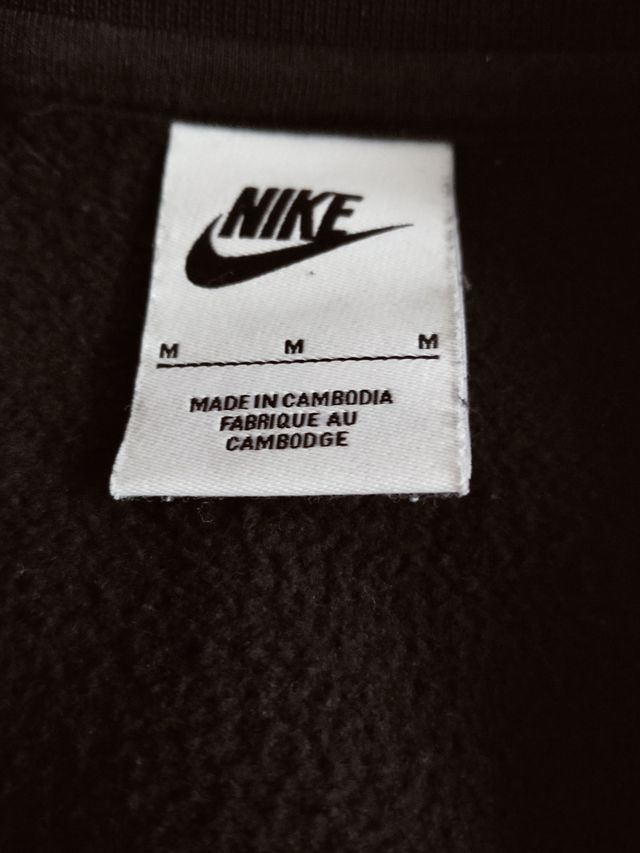 NIKE
M M M
MADE IN CAMBODIA
FABRIQUE AU
CAMBODGE